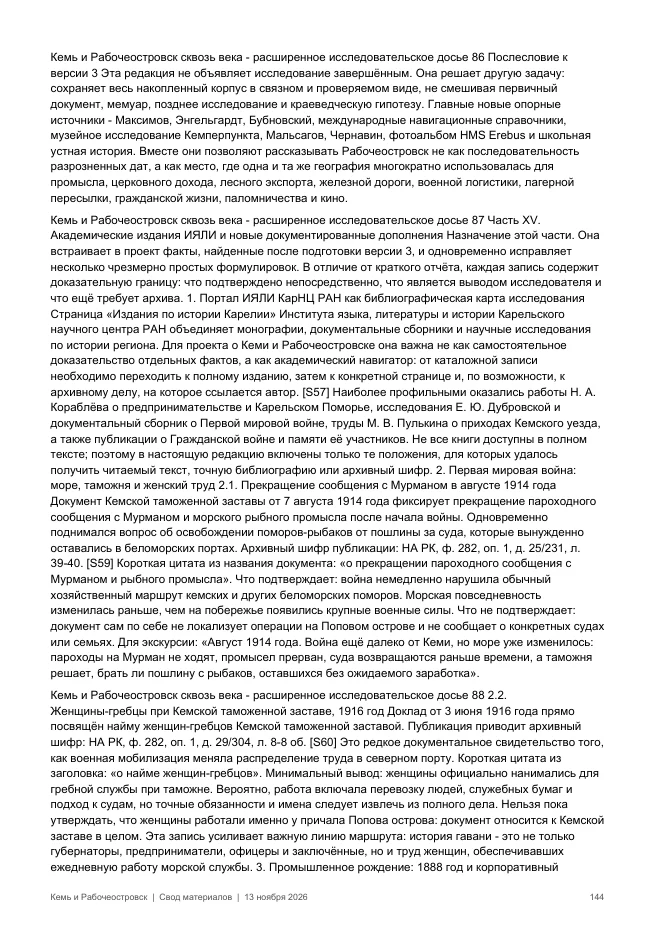 Кемь и Рабочеостровск сквозь века - расширенное исследовательское досье 86 Послесловие к
версии 3 Эта редакция не объявляет исследование завершённым. Она решает другую задачу:
сохраняет весь накопленный корпус в связном и проверяемом виде, не смешивая первичный
документ, мемуар, позднее исследование и краеведческую гипотезу. Главные новые опорные
источники - Максимов, Энгельгардт, Бубновский, международные навигационные справочники,
музейное исследование Кемперпункта, Мальсагов, Чернавин, фотоальбом HMS Erebus и школьная
устная история. Вместе они позволяют рассказывать Рабочеостровск не как последовательность
разрозненных дат, а как место, где одна и та же география многократно использовалась для
промысла, церковного дохода, лесного экспорта, железной дороги, военной логистики, лагерной
пересылки, гражданской жизни, паломничества и кино.
Кемь и Рабочеостровск сквозь века - расширенное исследовательское досье 87 Часть XV.
Академические издания ИЯЛИ и новые документированные дополнения Назначение этой части. Она
встраивает в проект факты, найденные после подготовки версии 3, и одновременно исправляет
несколько чрезмерно простых формулировок. В отличие от краткого отчёта, каждая запись содержит
доказательную границу: что подтверждено непосредственно, что является выводом исследователя и
что ещё требует архива. 1. Портал ИЯЛИ КарНЦ РАН как библиографическая карта исследования
Страница «Издания по истории Карелии» Института языка, литературы и истории Карельского
научного центра РАН объединяет монографии, документальные сборники и научные исследования
по истории региона. Для проекта о Кеми и Рабочеостровске она важна не как самостоятельное
доказательство отдельных фактов, а как академический навигатор: от каталожной записи
необходимо переходить к полному изданию, затем к конкретной странице и, по возможности, к
архивному делу, на которое ссылается автор. [S57] Наиболее профильными оказались работы Н. А.
Кораблёва о предпринимательстве и Карельском Поморье, исследования Е. Ю. Дубровской и
документальный сборник о Первой мировой войне, труды М. В. Пулькина о приходах Кемского уезда,
а также публикации о Гражданской войне и памяти её участников. Не все книги доступны в полном
тексте; поэтому в настоящую редакцию включены только те положения, для которых удалось
получить читаемый текст, точную библиографию или архивный шифр. 2. Первая мировая война:
море, таможня и женский труд 2.1. Прекращение сообщения с Мурманом в августе 1914 года
Документ Кемской таможенной заставы от 7 августа 1914 года фиксирует прекращение пароходного
сообщения с Мурманом и морского рыбного промысла после начала войны. Одновременно
поднимался вопрос об освобождении поморов-рыбаков от пошлины за суда, которые вынужденно
оставались в беломорских портах. Архивный шифр публикации: НА РК, ф. 282, оп. 1, д. 25/231, л.
39-40. [S59] Короткая цитата из названия документа: «о прекращении пароходного сообщения с
Мурманом и рыбного промысла». Что подтверждает: война немедленно нарушила обычный
хозяйственный маршрут кемских и других беломорских поморов. Морская повседневность
изменилась раньше, чем на побережье появились крупные военные силы. Что не подтверждает:
документ сам по себе не локализует операции на Поповом острове и не сообщает о конкретных судах
или семьях. Для экскурсии: «Август 1914 года. Война ещё далеко от Кеми, но море уже изменилось:
пароходы на Мурман не ходят, промысел прерван, суда возвращаются раньше времени, а таможня
решает, брать ли пошлину с рыбаков, оставшихся без ожидаемого заработка».
Кемь и Рабочеостровск сквозь века - расширенное исследовательское досье 88 2.2.
Женщины-гребцы при Кемской таможенной заставе, 1916 год Доклад от 3 июня 1916 года прямо
посвящён найму женщин-гребцов Кемской таможенной заставой. Публикация приводит архивный
шифр: НА РК, ф. 282, оп. 1, д. 29/304, л. 8-8 об. [S60] Это редкое документальное свидетельство того,
как военная мобилизация меняла распределение труда в северном порту. Короткая цитата из
заголовка: «о найме женщин-гребцов». Минимальный вывод: женщины официально нанимались для
гребной службы при таможне. Вероятно, работа включала перевозку людей, служебных бумаг и
подход к судам, но точные обязанности и имена следует извлечь из полного дела. Нельзя пока
утверждать, что женщины работали именно у причала Попова острова: документ относится к Кемской
заставе в целом. Эта запись усиливает важную линию маршрута: история гавани - это не только
губернаторы, предприниматели, офицеры и заключённые, но и труд женщин, обеспечивавших
ежедневную работу морской службы. 3. Промышленное рождение: 1888 год и корпоративный
Кемь и Рабочеостровск | Свод материалов | 13 ноября 2026
144